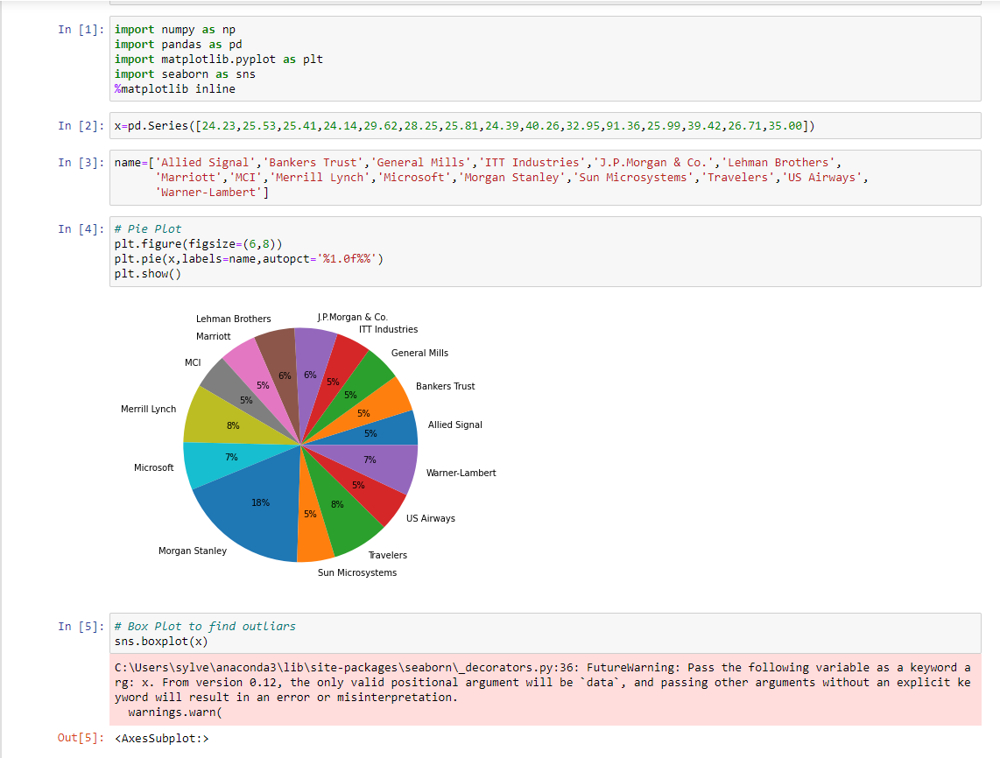 In [1]: import numpy as np
import pandas as pd
import matplotlib.pyplot as plt
import seaborn as sns
%matplotlib inline
In [2]: x=pd.Series([24.23,25.53,25.41,24.14,29.62,28.25,25.81,24.39,40.26,32.95,91.36,25.99,39.42,26.71,35.00])
In [3]: name=['Allied Signal','Bankers Trust','General Mills','ITT Industries','J.P.Morgan & Co.','Lehman Brothers',
'Marriott','MCI','Merrill Lynch','Microsoft','Morgan Stanley','Sun Microsystems','Travelers','US Airways',
'Warner-Lambert']
In [4]: # Pie Plot
plt.figure(figsize=(6,8))
plt.pie(x,labels=name,autopct='%1.0f%%')
plt.show()
Lehman Brothers
J.P.Morgan & Co.
Marriott
ITT Industries
MCI
General Mills
6%
6%
5%
5%
5%
5%
Bankers Trust
Merrill Lynch
8%
5%
Allied Signal
5%
7%
7%
Microsoft
Warner-Lambert
5%
18%
5%
8%
US Airways
Morgan Stanley
Travelers
Sun Microsystems
In [5]: # Box Plot to find outliars
sns.boxplot(x)
C:\Users\sylve\anaconda3\lib\site-packages\seaborn\_decorators.py:36: FutureWarning: Pass the following variable as a keyword a
rg: x. From version 0.12, the only valid positional argument will be `data`, and passing other arguments without an explicit ke
yword will result in an error or misinterpretation.
warnings.warn(
Out[5]: <AxesSubplot:>